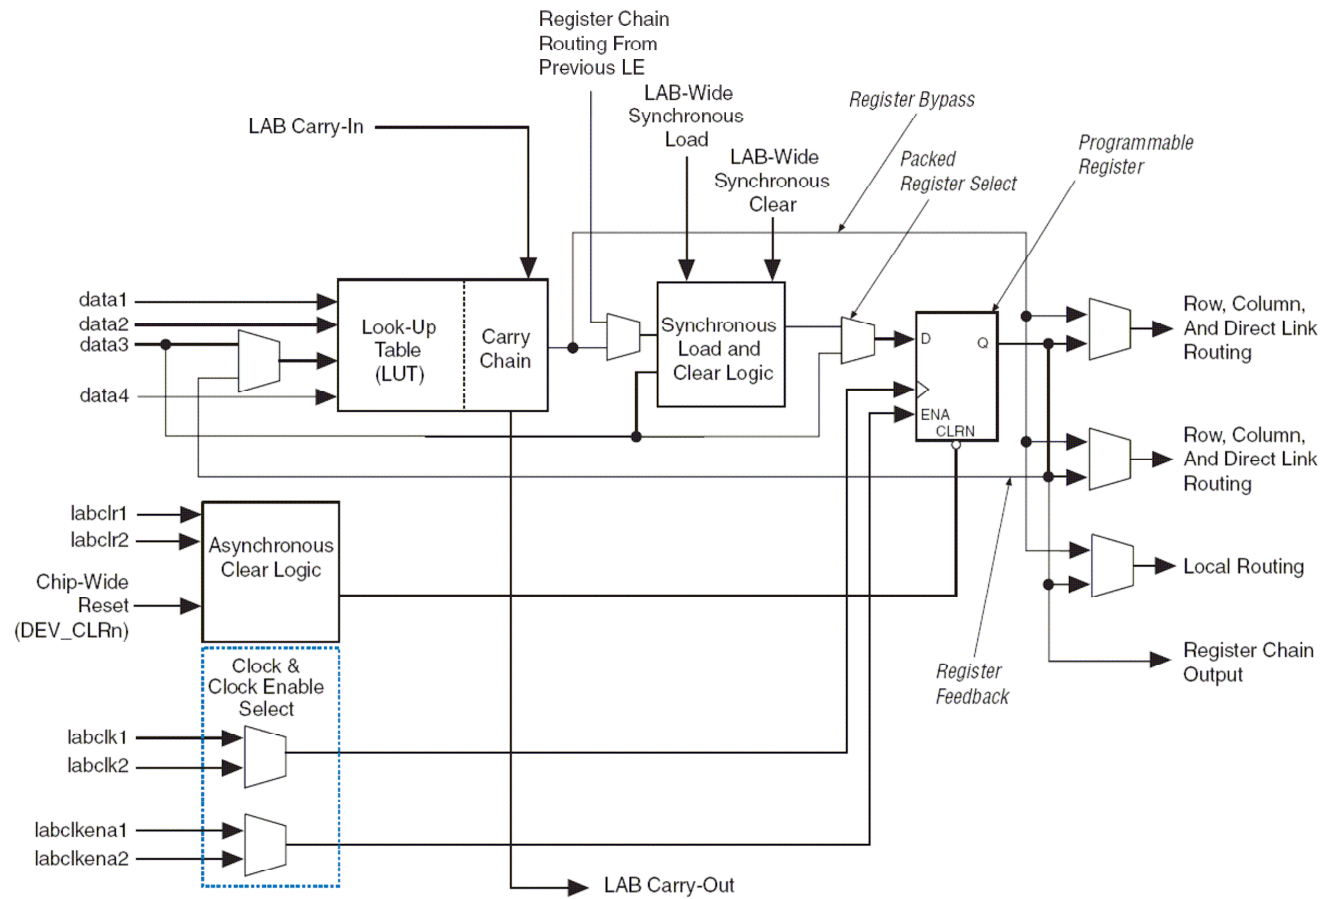 Register Chain
Routing From
Previous LE
LAB-Wide
Synchronous
Load
LAB-Wide
Synchronous
Clear
Register Bypass
Packed
Register Select
Programmable
Register
LAB Carry-In
data1
data2
data3
data4
Look-Up
Table
(LUT)
Carry
Chain
Synchronous
Load and
Clear Logic
D
Q
ENA
CLRN
Row, Column,
And Direct Link
Routing
Row, Column,
And Direct Link
Routing
Local Routing
Register Chain
Output
Register
Feedback
labclr1
labclr2
Chip-Wide
Reset
(DEV_CLRn)
Asynchronous
Clear Logic
Clock &
Clock Enable
Select
labclk1
labclk2
labclkena1
labclkena2
LAB Carry-Out